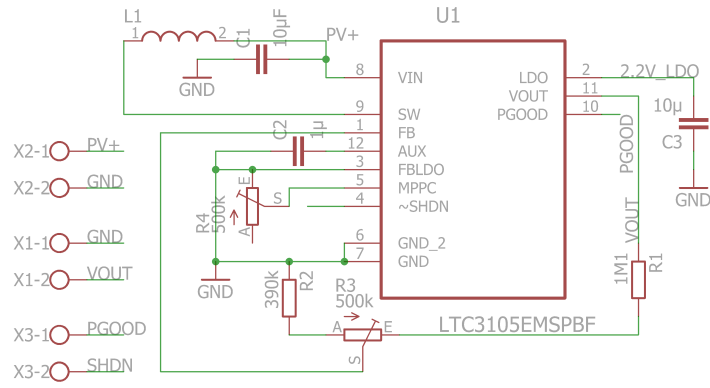 L1
1
2
C1
10µF
PV+
GND
U1
8
VIN
9
SW
1
FB
12
AUX
3
FBLDO
5
MPPC
4
~SHDN
6
GND_2
7
GND
LDO
2
2.2V_LDO
VOUT
11
PGOOD
10
PGOOD
10µ
C3
GND
C2
1µ
E
S
A
R4
500k
GND
390k
R2
R3
500k
A
E
S
LTC3105EMSPBF
VOUT
1M1
R1
X2-1
PV+
X2-2
GND
X1-1
GND
X1-2
VOUT
X3-1
PGOOD
X3-2
SHDN